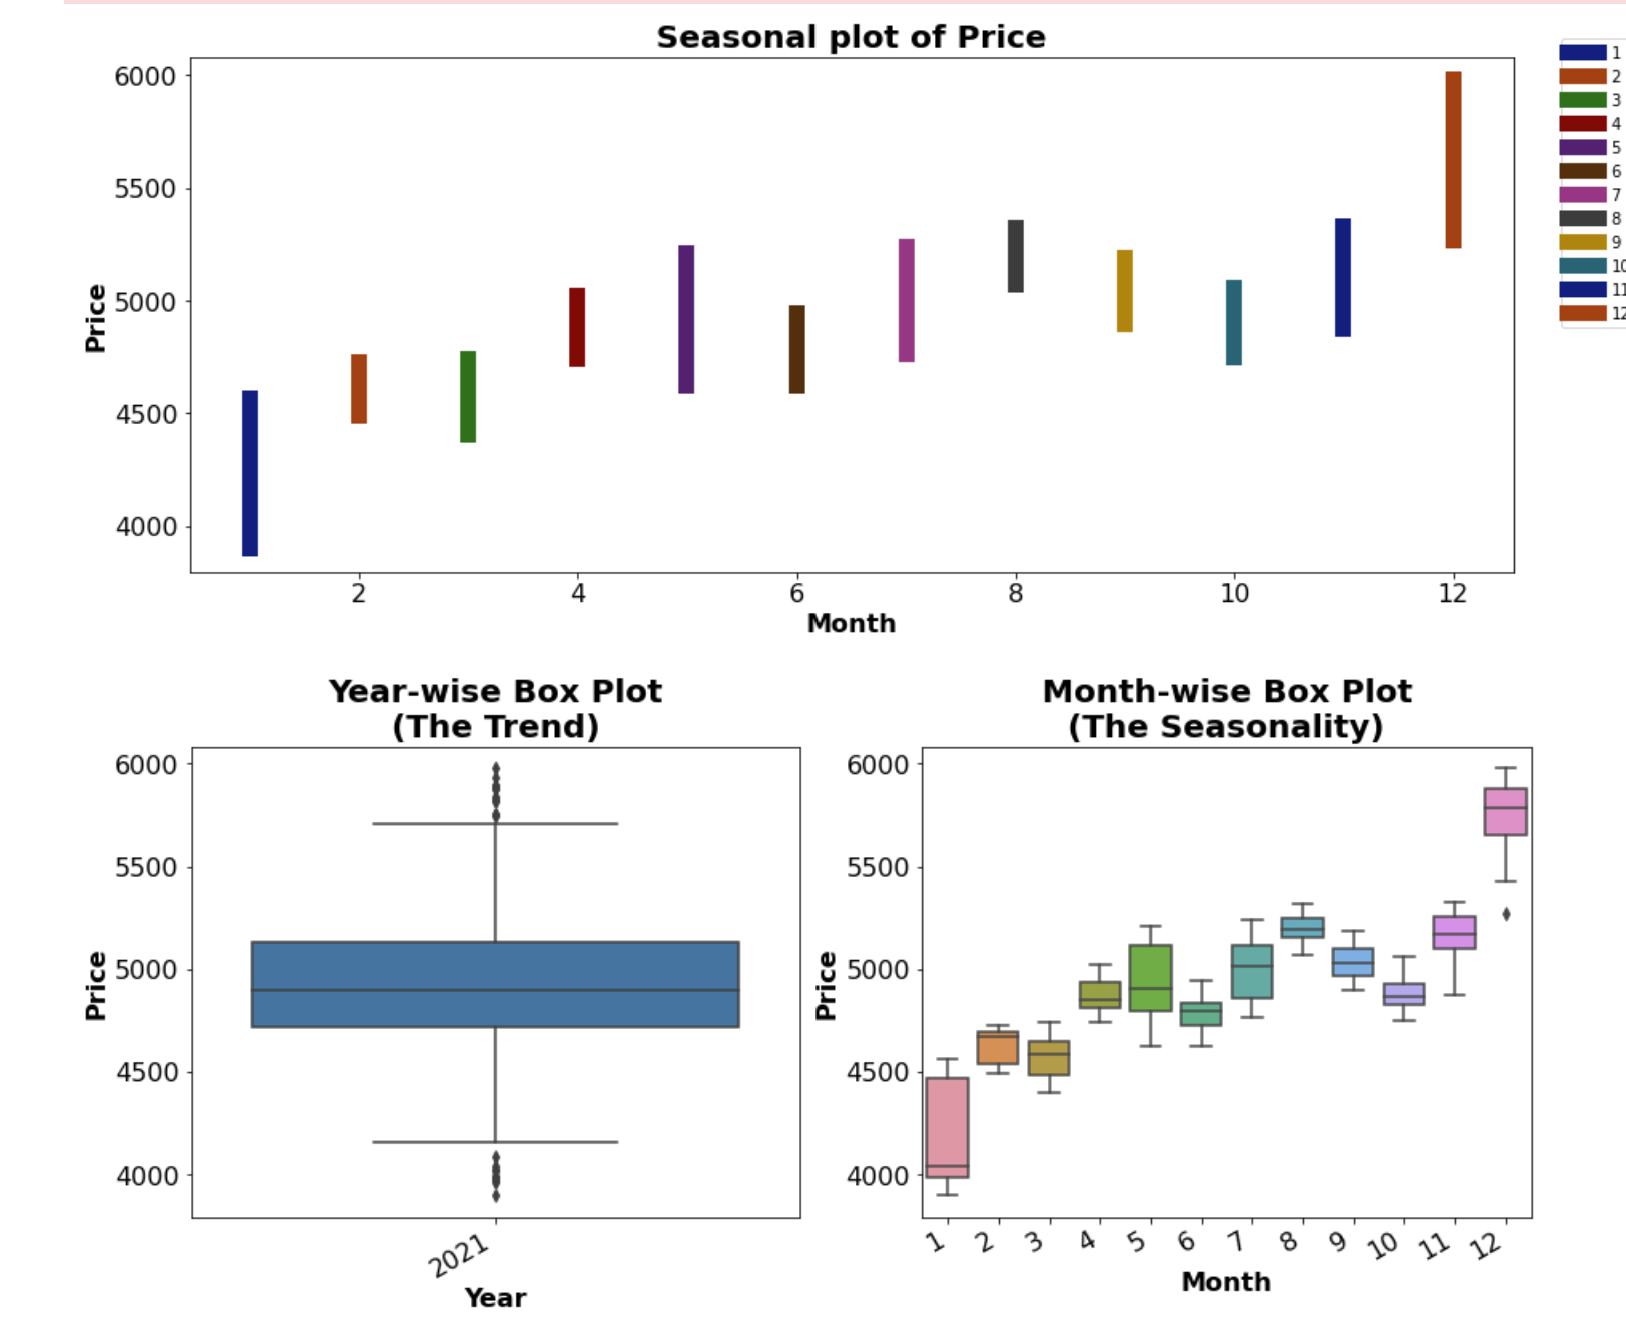 Seasonal plot of Price
6000
5500
5000
4500
4000
Price
2 4 6 8 10 12
Month
1
2
3
4
5
6
7
8
9
10
11
12
Year-wise Box Plot
(The Trend)
6000
5500
5000
4500
4000
Price
2021
Year
Month-wise Box Plot
(The Seasonality)
6000
5500
5000
4500
4000
Price
1 2 3 4 5 6 7 8 9 10 11 12
Month